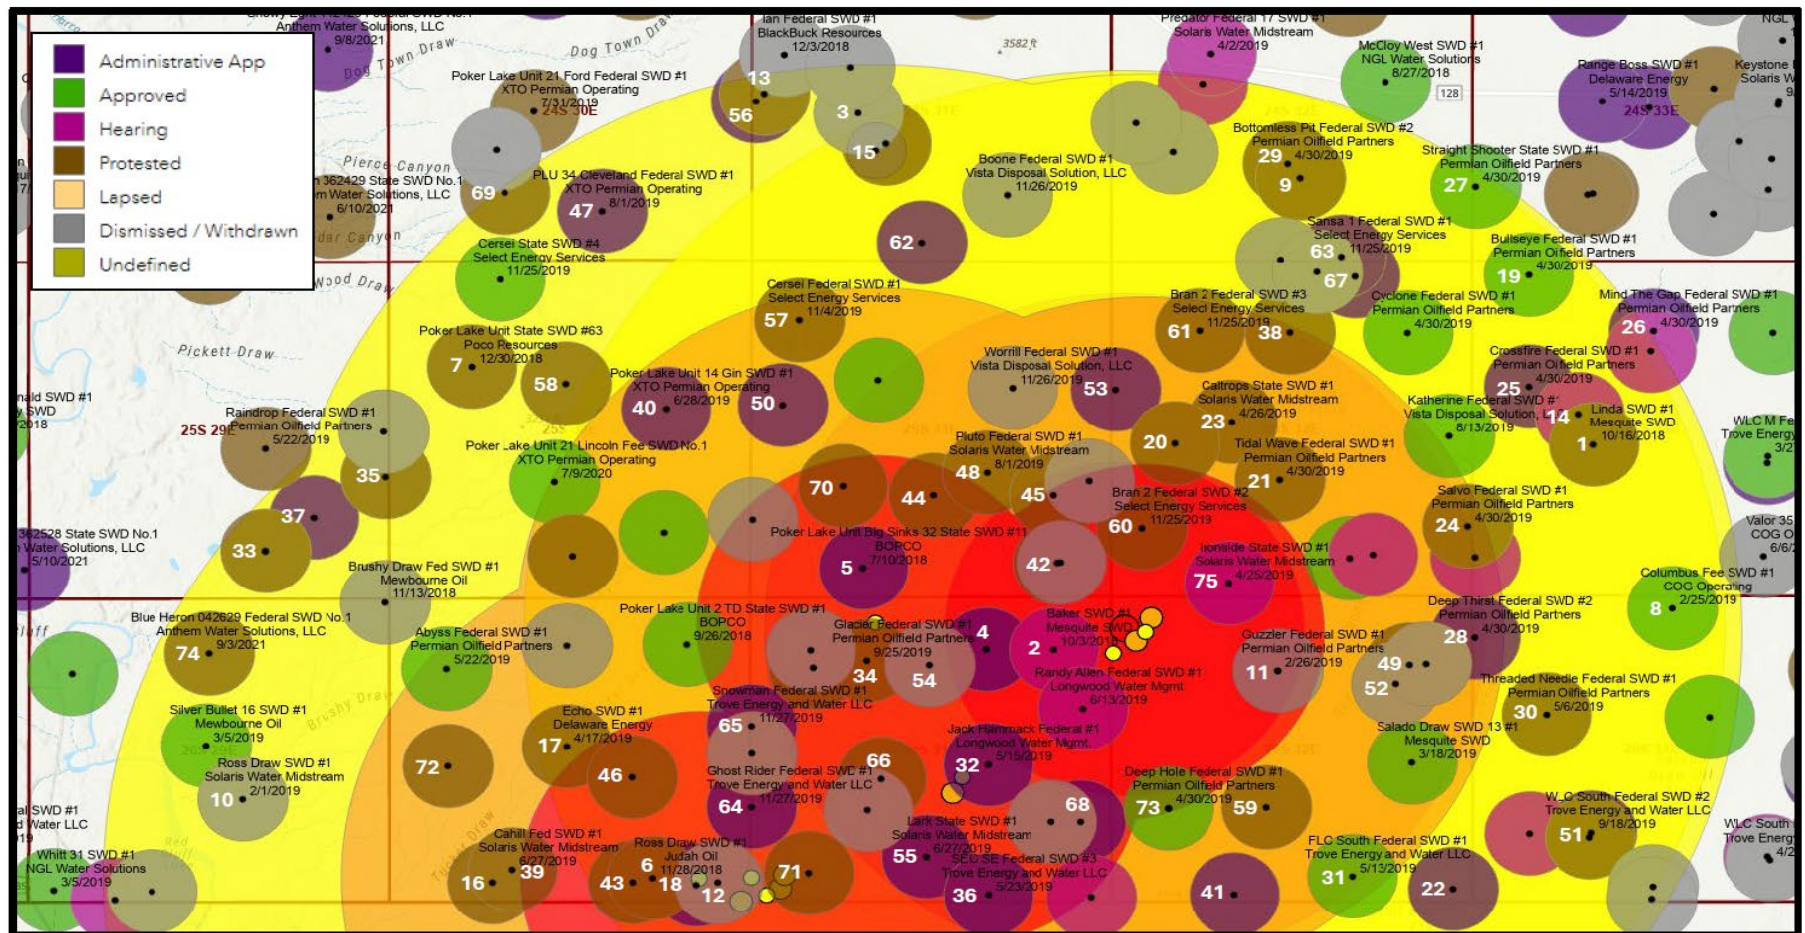 Administrative App
Approved
Hearing
Protested
Lapsed
Dismissed / Withdrawn
Undefined
Anthem Water Solutions, LLC
9/8/2021
Dog Town Draw
Dog Town Draw
Ian Federal SWD #1
BlackBuck Resources
12/3/2018
3582 ft
Predator Federal 17 SWD #1
Solaris Water Midstream
4/2/2019
McCloy West SWD #1
NGL Water Solutions
8/27/2018
128
Range Boss SWD #1
Delaware Energy
5/14/2019
24S 33E
Keystone
Solaris W
Poker Lake Unit 21 Ford Federal SWD #1
XTO Permian Operating
7/31/2019
24S 30E
13
56
3
15
Bottomless Pit Federal SWD #2
Permian Oilfield Partners
29
4/30/2019
9
Straight Shooter State SWD #1
Permian Oilfield Partners
27
4/30/2019
Pierce Canyon
362429 State SWD No.1
Water Solutions, LLC
6/10/2021
69
PLU 34 Cleveland Federal SWD #1
XTO Permian Operating
47
8/1/2019
Boone Federal SWD #1
Vista Disposal Solution, LLC
11/26/2019
62
Sansa 1 Federal SWD #1
Select Energy Services
63
11/25/2019
67
Bullseye Federal SWD #1
Permian Oilfield Partners
19
4/30/2019
Cersei State SWD #4
Select Energy Services
11/25/2019
Cersei Federal SWD #1
Select Energy Services
11/4/2019
57
Bran 2 Federal SWD #3
Permian Oilfield Partners
Select Energy Services
61
11/25/2019
38
Cyclone Federal SWD #1
4/30/2019
Mind The Gap Federal SWD #1
Permian Oilfield Partners
26
4/30/2019
Pickett Draw
Poker Lake Unit State SWD #63
Poco Resources
7
12/30/2018
58
Poker Lake Unit 14 Gin SWD #1
XTO Permian Operating
40
6/28/2019
50
Worrill Federal SWD #1
Vista Disposal Solution, LLC
11/26/2019
53
Crossfire Federal SWD #1
Permian Oilfield Partners
25
4/30/2019
Caltrops State SWD #1
Solaris Water Midstream
23
4/26/2019
Katherine Federal SWD #1
Vista Disposal Solution, LLC
8/13/2019
14
Linda SWD #1
Mesquite SWD
1
10/16/2018
25S 29E
Raindrop Federal SWD #1
Permian Oilfield Partners
5/22/2019
35
Poker Lake Unit 21 Lincoln Fee SWD No.1
XTO Permian Operating
7/9/2020
Pluto Federal SWD #1
Solaris Water Midstream
48
8/1/2019
20
Tidal Wave Federal SWD #1
Permian Oilfield Partners
21
4/30/2019
Trove Energy
70
44
45
Bran 2 Federal SWD #2
Select Energy Services
60
11/25/2019
Salvo Federal SWD #1
Permian Oilfield Partners
24
4/30/2019
37
33
362528 State SWD No.1
Water Solutions, LLC
5/10/2021
Poker Lake Unit Big Sinks 32 State SWD #11
BOPCO
7/10/2018
5
42
Ironside State SWD #1
Solaris Water Midstream
75
4/25/2019
Valor 35
Brushy Draw Fed SWD #1
Mewbourne Oil
11/13/2018
Columbus Fee SWD #1
COG Operating
8
2/25/2019
Blue Heron 042629 Federal SWD No.1
Anthem Water Solutions, LLC
74
9/3/2021
Abyss Federal SWD #1
Permian Oilfield Partners
5/22/2019
Poker Lake Unit 2 TD State SWD #1
BOPCO
9/26/2018
Glacier Federal SWD #1
Permian Oilfield Partners
9/25/2019
34
54
4
2
Baker SWD #1
Mesquite SWD
10/3/2018
Deep Thirst Federal SWD #2
Permian Oilfield Partners
28
4/30/2019
Guzzler Federal SWD #1
Permian Oilfield Partners
11
2/26/2019
49
52
Randy Allen Federal SWD #1
Longwood Water Mgmt
6/13/2019
Threaded Needle Federal SWD #1
Permian Oilfield Partners
30
5/6/2019
Silver Bullet 16 SWD #1
Mewbourne Oil
3/5/2019
Snowman Federal SWD #1
Trove Energy and Water LLC
65
11/27/2019
Echo SWD #1
Delaware Energy
17
4/17/2019
Jack Hammack Federal #1
Longwood Water Mgmt.
32
5/15/2019
Salado Draw SWD 13 #1
Mesquite SWD
3/18/2019
Ross Draw SWD #1
Solaris Water Midstream
10
2/1/2019
72
46
66
Ghost Rider Federal SWD #1
Trove Energy and Water LLC
64
11/27/2019
68
Deep Hole Federal SWD #1
Permian Oilfield Partners
73
4/30/2019
59
W_C South Federal SWD #2
Trove Energy and Water LLC
9/18/2019
51
Lark State SWD #1
Solaris Water Midstream
55
6/27/2019
Whitt 31 SWD #1
NGL Water Solutions
3/5/2019
Cahill Fed SWD #1
Solaris Water Midstream
6/27/2019
16
39
Ross Draw SWD #1
Judah Oil
11/28/2018
43
6
18
12
71
SEC SE Federal SWD #3
Trove Energy and Water LLC
36
5/23/2019
41
FLC South Federal SWD #1
Trove Energy and Water LLC
31
5/13/2019
22
WLC South
Trove Energy